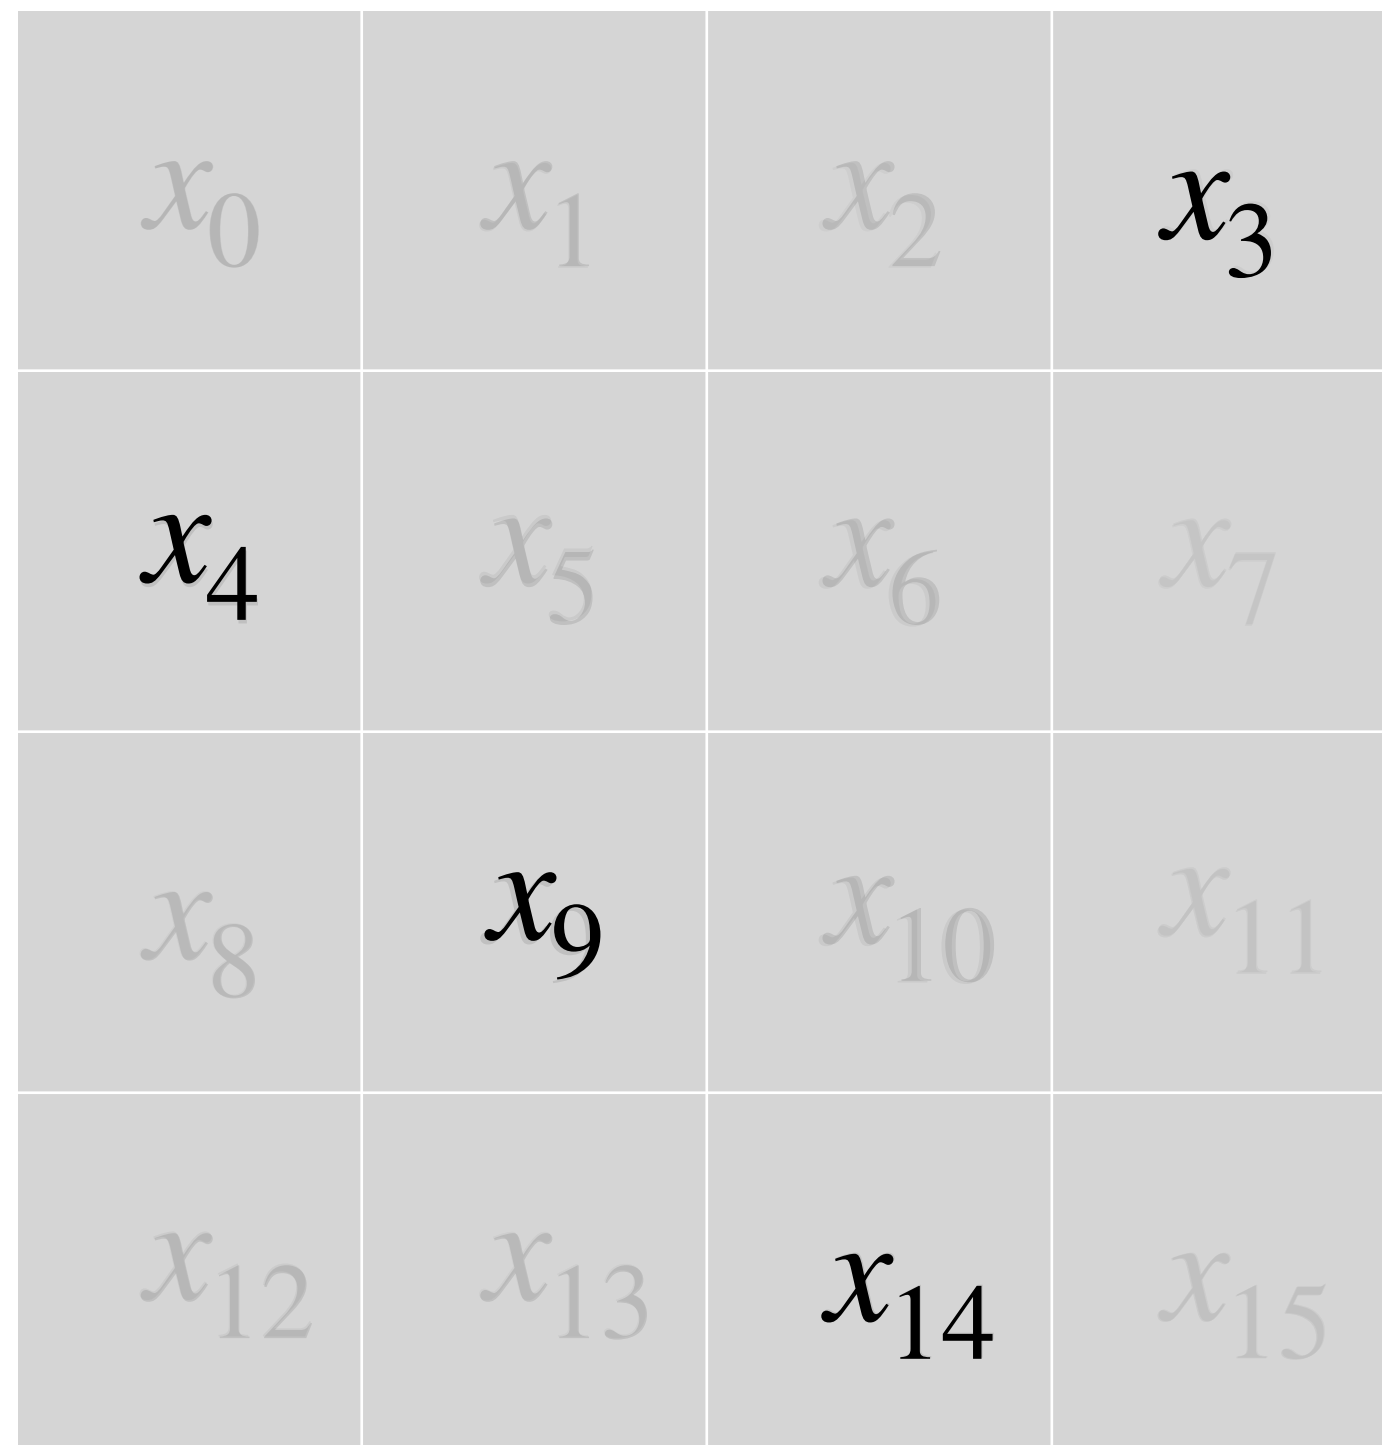 x₀ x₁ x₂ x₃
x₄ x₅ x₆ x₇
x₈ x₉ x₁₀ x₁₁
x₁₂ x₁₃ x₁₄ x₁₅